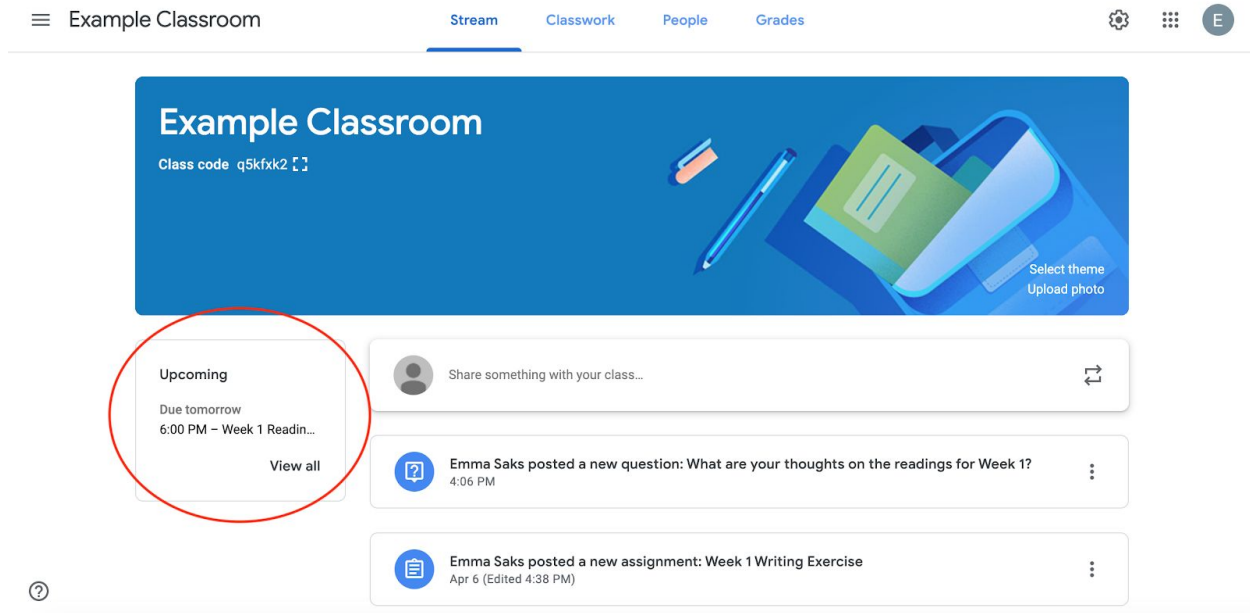 Example Classroom
Stream
Classwork
People
Grades
E
Example Classroom
Class code q5kfxk2
Select theme
Upload photo
Upcoming
Due tomorrow
6:00 PM – Week 1 Readin...
View all
Share something with your class...
Emma Saks posted a new question: What are your thoughts on the readings for Week 1?
4:06 PM
Emma Saks posted a new assignment: Week 1 Writing Exercise
Apr 6 (Edited 4:38 PM)